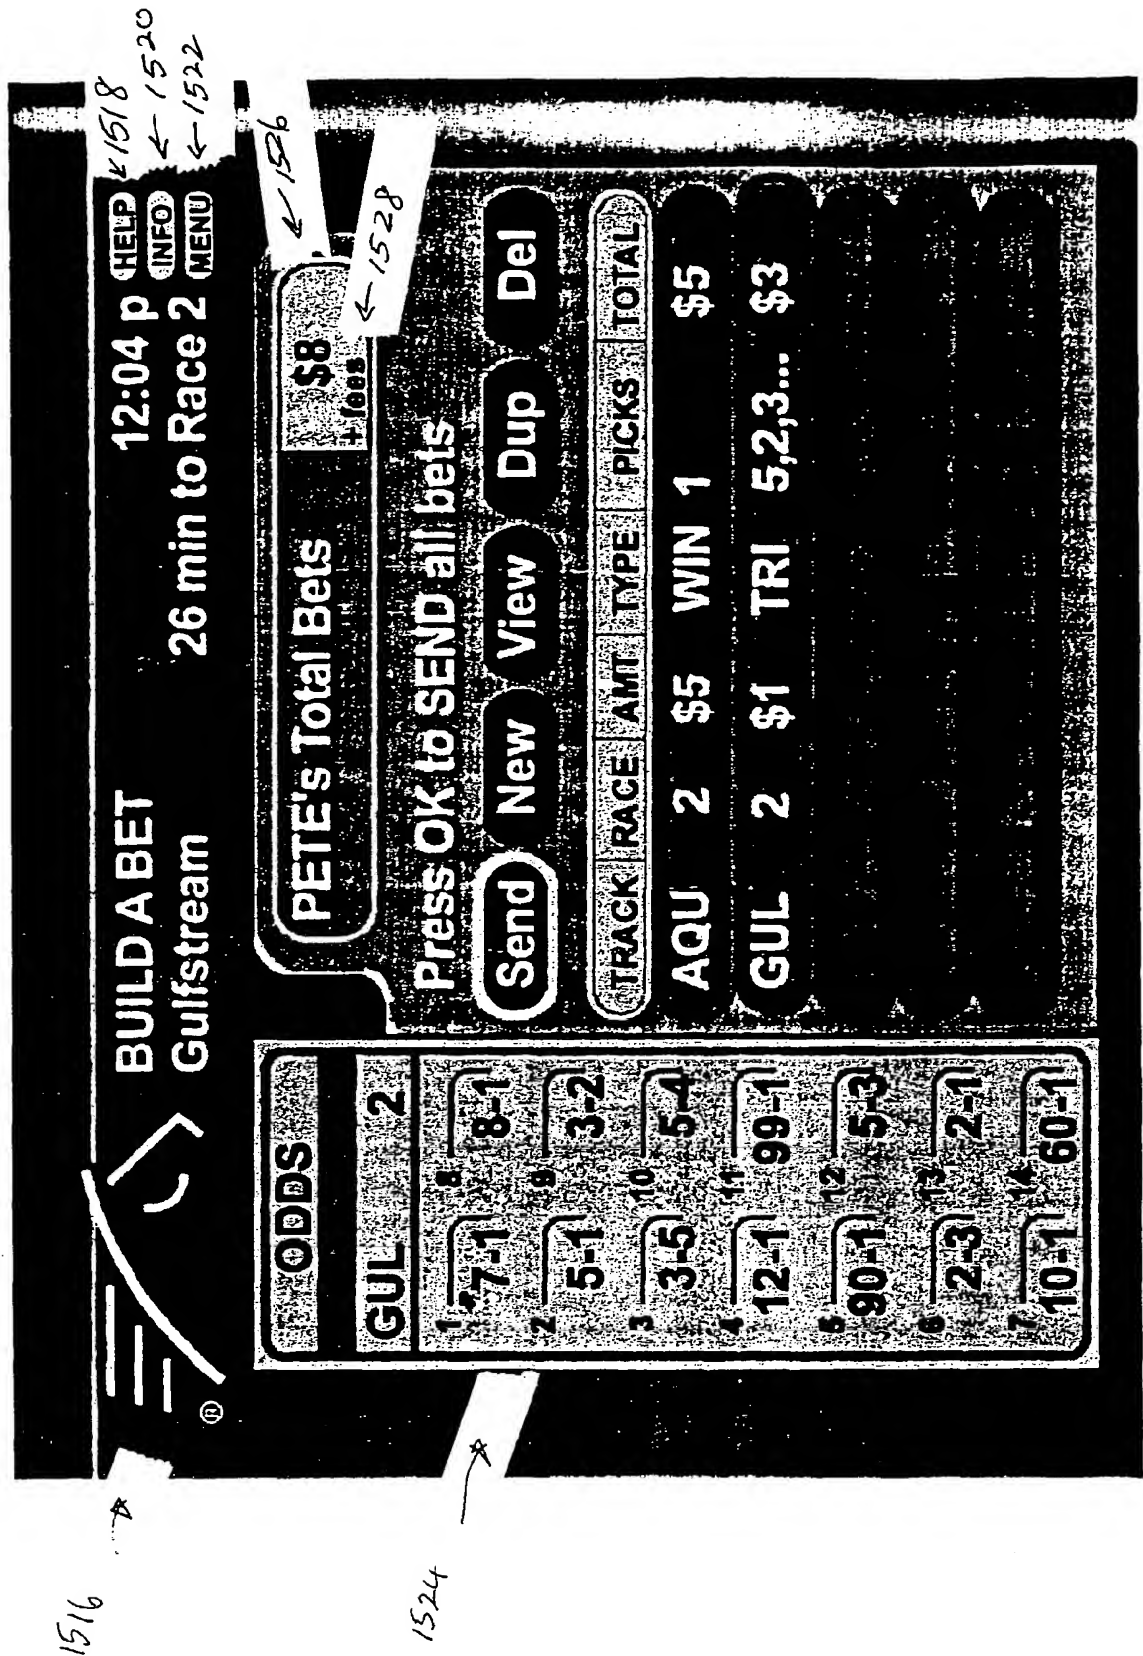 1516
BUILD A BET 12:04 p HELP 1518
Gulfstream 26 min to Race 2 INFO 1520
MENU 1522
®
PETE's Total Bets $8 1526
+ fees 1528
Press OK to SEND all bets
Send New View Dup Del
TRACK RACE AMT TYPE PICKS TOTAL
AQU 2 $5 WIN 1 $5
GUL 2 $1 TRI 5,2,3... $3
1524
ODDS
GUL 2
1 7-1 8 8-1
2 5-1 9 3-2
3 3-5 10 5-4
4 12-1 11 99-1
5 90-1 12 5-3
6 2-3 13 2-1
7 10-1 14 60-1